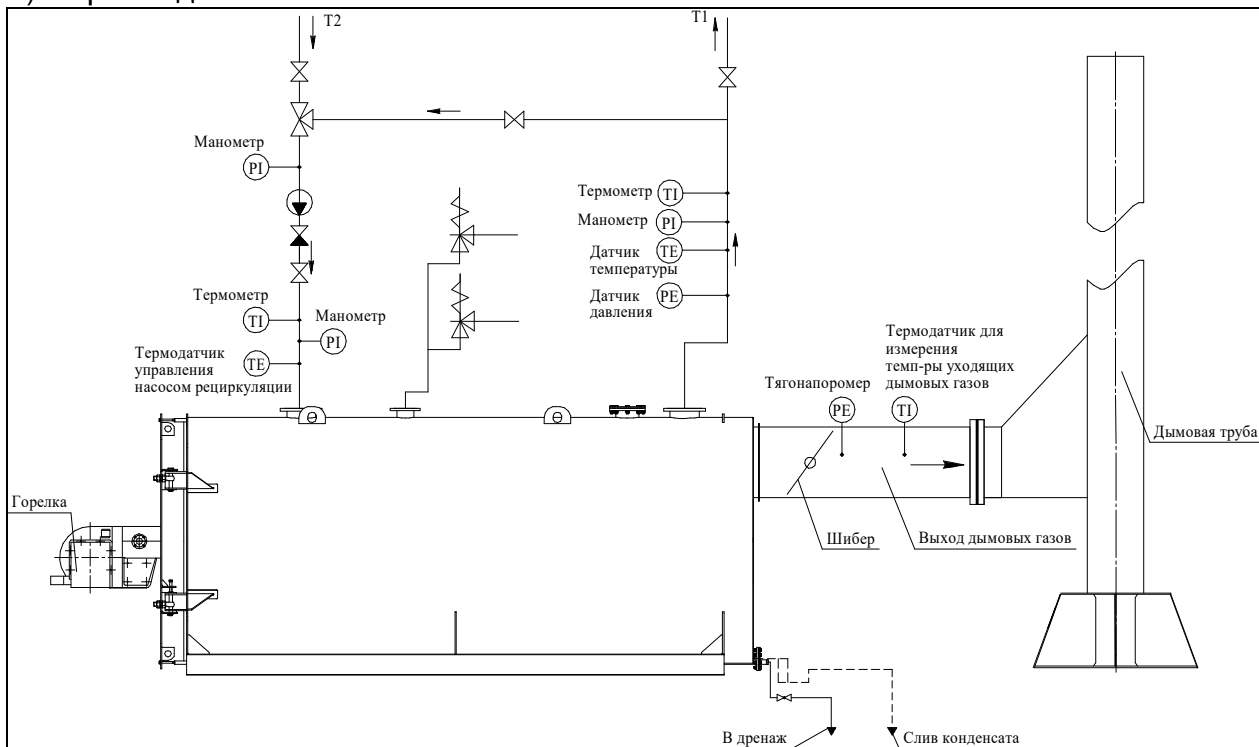 T2
T1
Манометр
PI
Термометр
TI
Манометр
PI
Датчик
температуры
TE
Датчик
давления
PE
Термометр
TI
Манометр
PI
Термодатчик
управления
насосом рециркуляции
TE
Термодатчик для
измерения
темп-ры уходящих
дымовых газов
TI
Тягонапоромер
PE
Дымовая труба
Горелка
Шибер
Выход дымовых газов
В дренаж
Слив конденсата